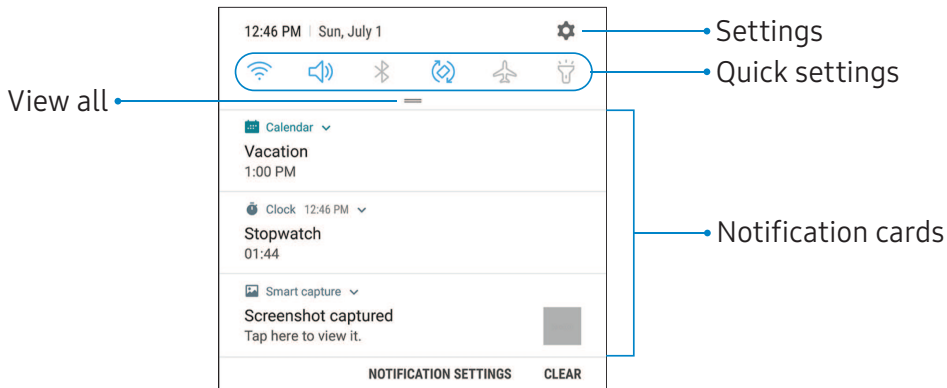 12:46 PM Sun, July 1
Settings
Quick settings
View all
Calendar
Vacation
1:00 PM
Clock 12:46 PM
Stopwatch
01:44
Notification cards
Smart capture
Screenshot captured
Tap here to view it.
NOTIFICATION SETTINGS CLEAR